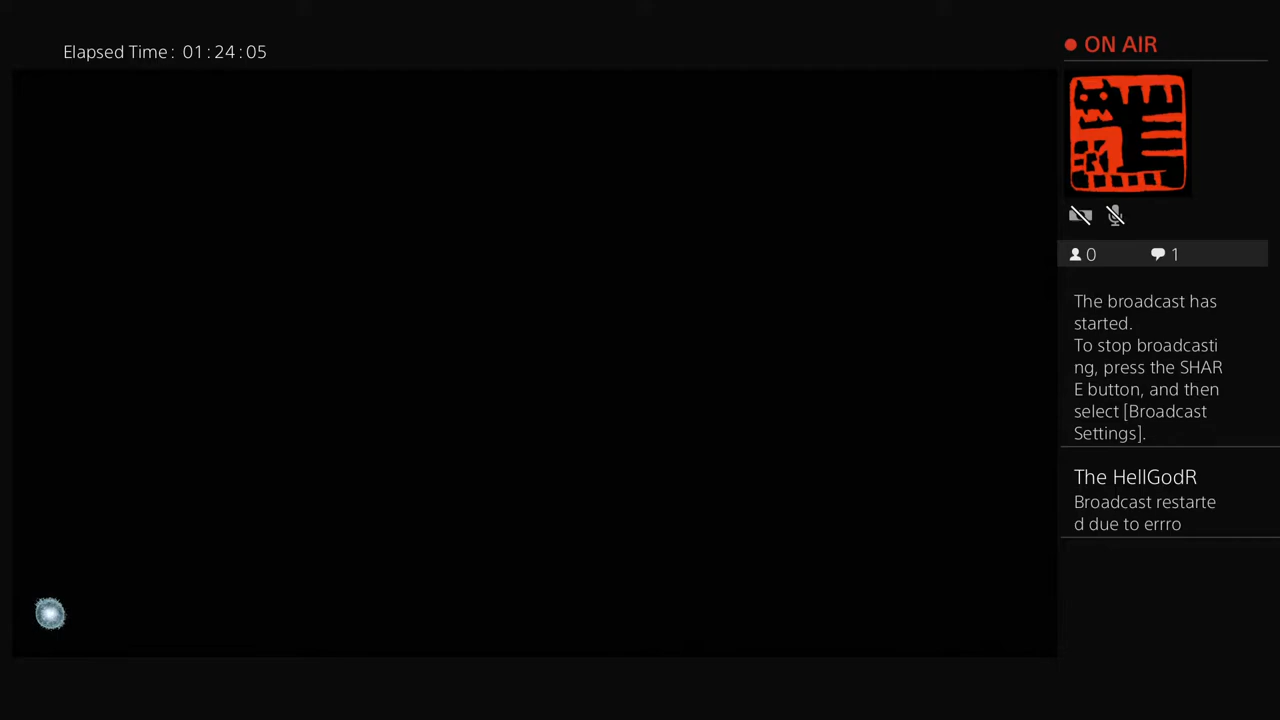 Elapsed Time: 01:24:05
ON AIR
0 1
The broadcast has
started.
To stop broadcasti
ng, press the SHAR
E button, and then
select [Broadcast
Settings].
The HellGodR
Broadcast restarte
d due to errro